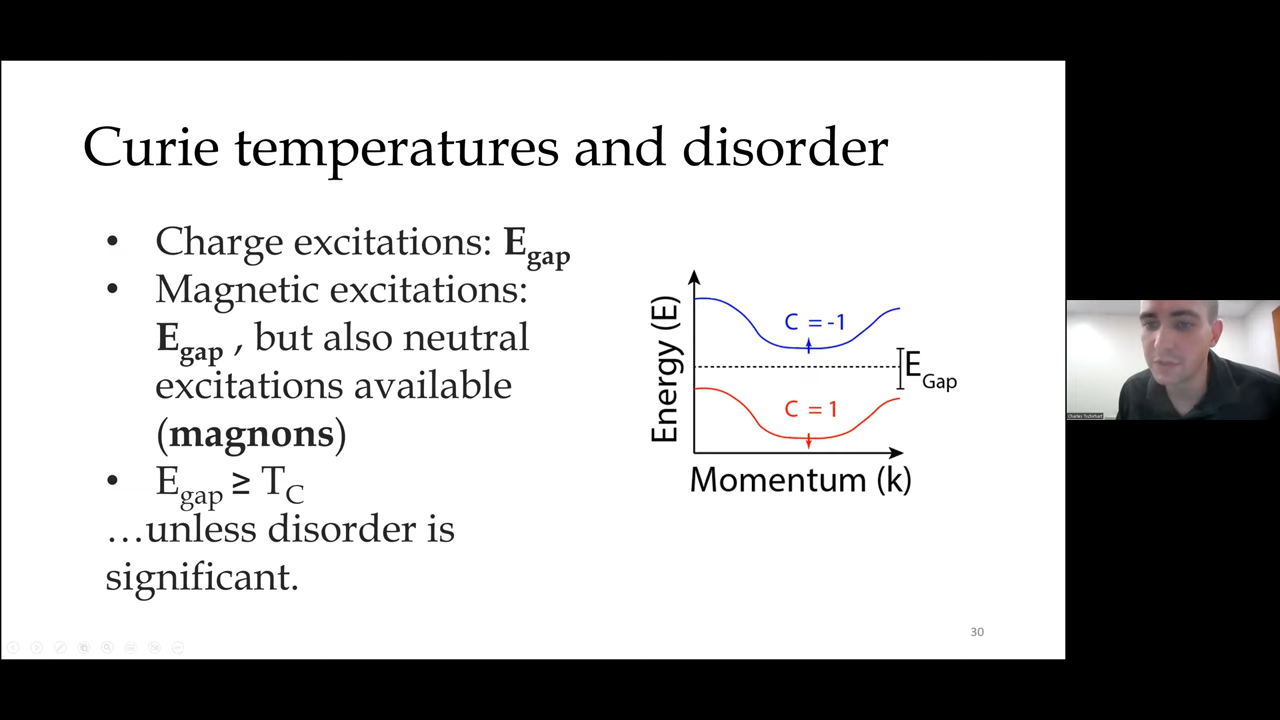 Curie temperatures and disorder
• Charge excitations: E_gap
• Magnetic excitations:
E_gap , but also neutral
excitations available
(magnons)
• E_gap ≥ T_C
…unless disorder is
significant.
Energy (E)
C = -1
C = 1
E_Gap
Momentum (k)
30